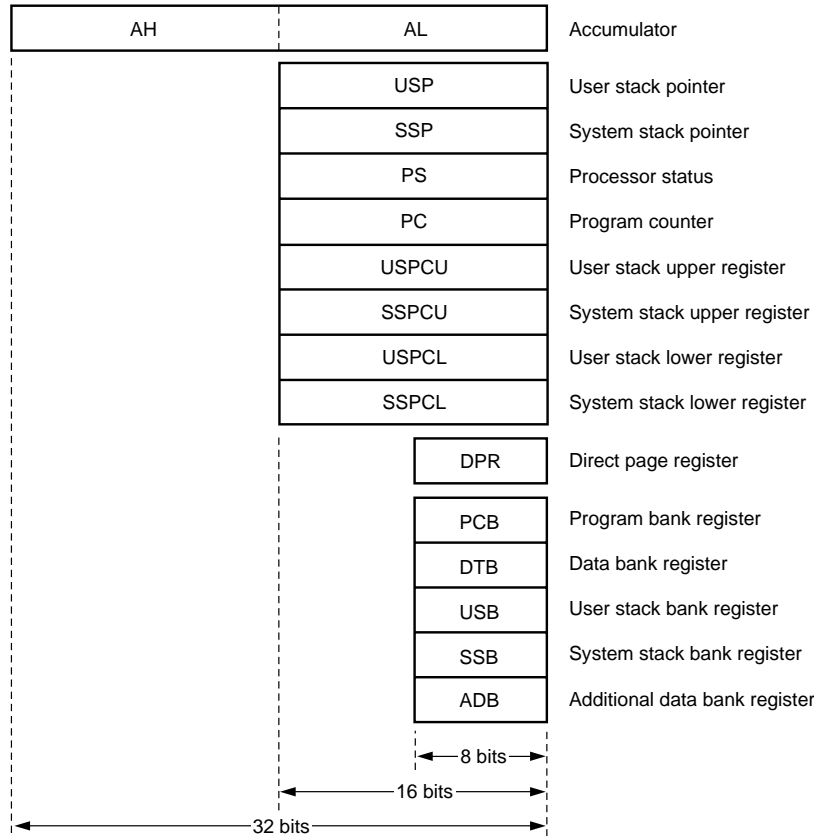 AH AL Accumulator
USP User stack pointer
SSP System stack pointer
PS Processor status
PC Program counter
USPCU User stack upper register
SSPCU System stack upper register
USPCL User stack lower register
SSPCL System stack lower register
DPR Direct page register
PCB Program bank register
DTB Data bank register
USB User stack bank register
SSB System stack bank register
ADB Additional data bank register
8 bits
16 bits
32 bits